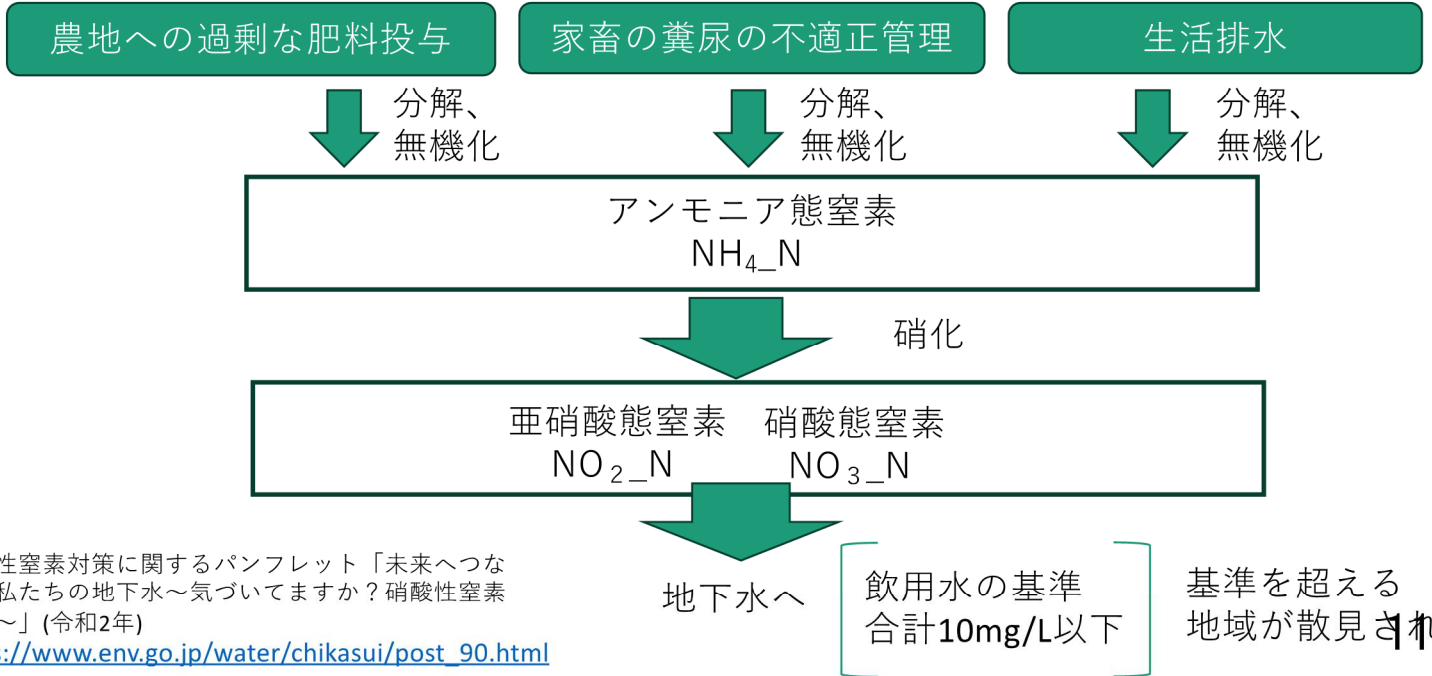 農地への過剰な肥料投与
家畜の糞尿の不適正管理
生活排水
分解、
無機化
分解、
無機化
分解、
無機化
アンモニア態窒素
NH₄_N
硝化
亜硝酸態窒素 硝酸態窒素
NO₂_N NO₃_N
地下水へ
飲用水の基準
合計10mg/L以下
基準を超える
地域が散見され
性窒素対策に関するパンフレット「未来へつな
私たちの地下水～気づいてますか？硝酸性窒素
～」(令和2年)
s://www.env.go.jp/water/chikasui/post_90.html
11